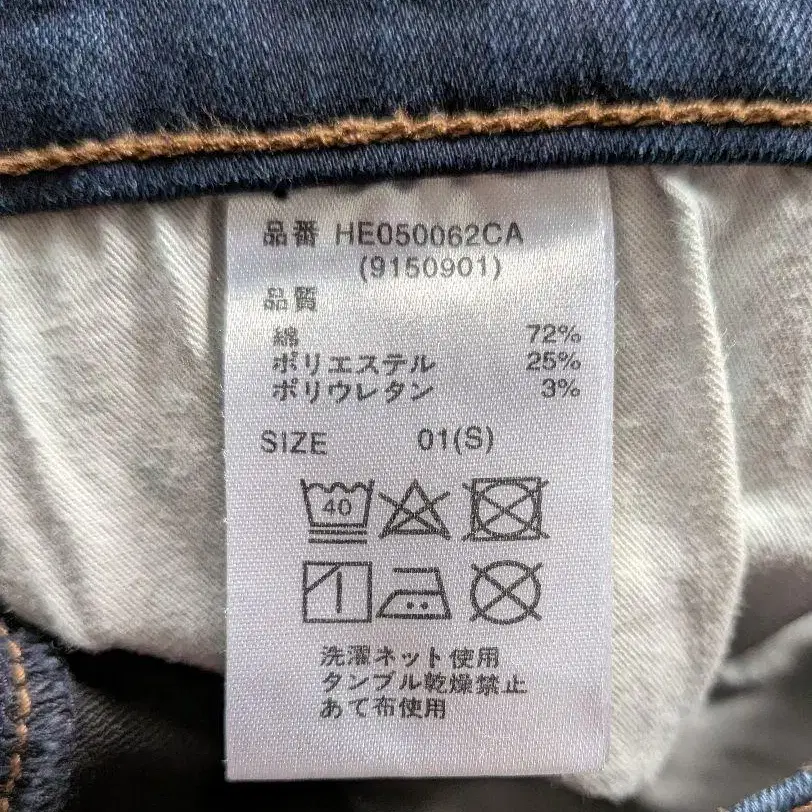 品番 HE050062CA
(9150901)
品質
綿 72%
ポリエステル 25%
ポリウレタン 3%
SIZE 01(S)
40
洗濯ネット使用
タンブル乾燥禁止
あて布使用